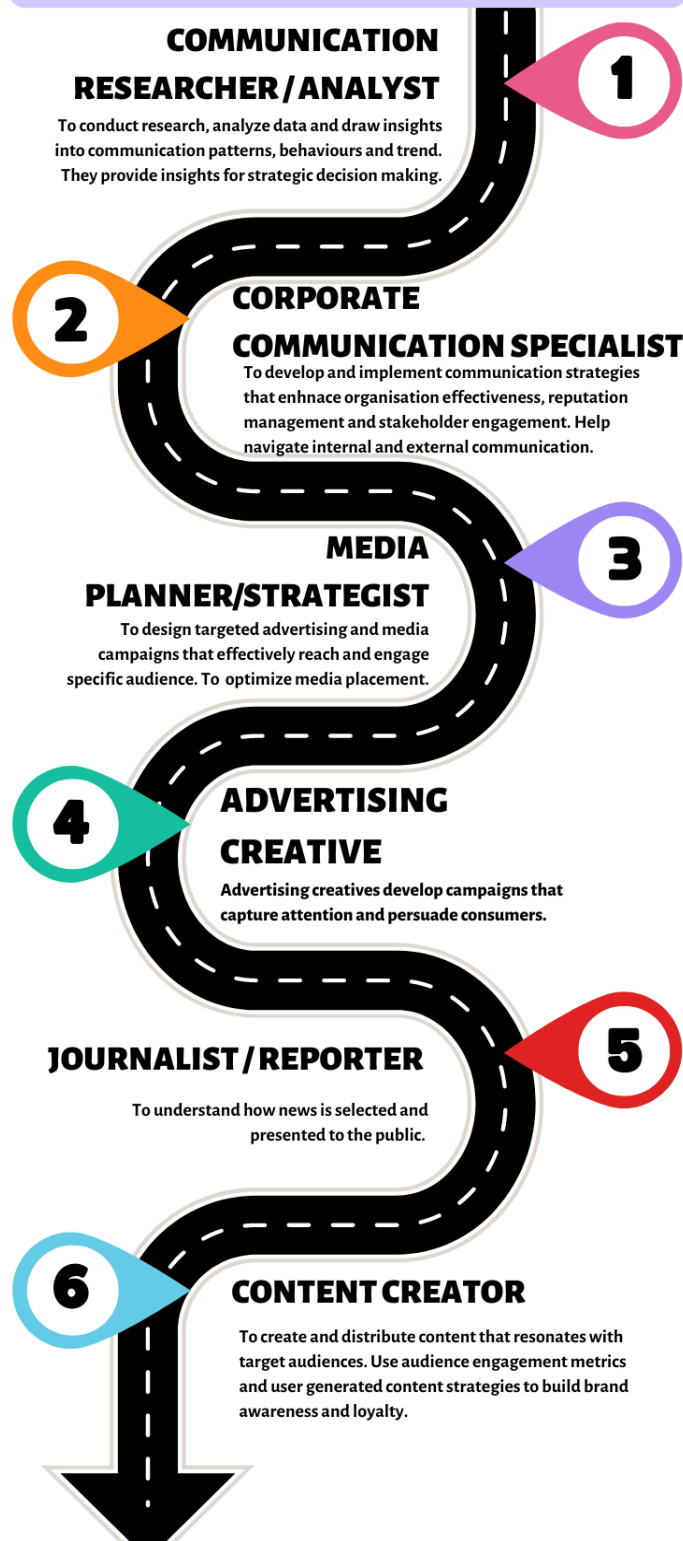 1
COMMUNICATION
RESEARCHER / ANALYST
To conduct research, analyze data and draw insights
into communication patterns, behaviours and trend.
They provide insights for strategic decision making.
2
CORPORATE
COMMUNICATION SPECIALIST
To develop and implement communication strategies
that enhnace organisation effectiveness, reputation
management and stakeholder engagement. Help
navigate internal and external communication.
3
MEDIA
PLANNER/STRATEGIST
To design targeted advertising and media
campaigns that effectively reach and engage
specific audience. To optimize media placement.
4
ADVERTISING
CREATIVE
Advertising creatives develop campaigns that
capture attention and persuade consumers.
5
JOURNALIST / REPORTER
To understand how news is selected and
presented to the public.
6
CONTENT CREATOR
To create and distribute content that resonates with
target audiences. Use audience engagement metrics
and user generated content strategies to build brand
awareness and loyalty.